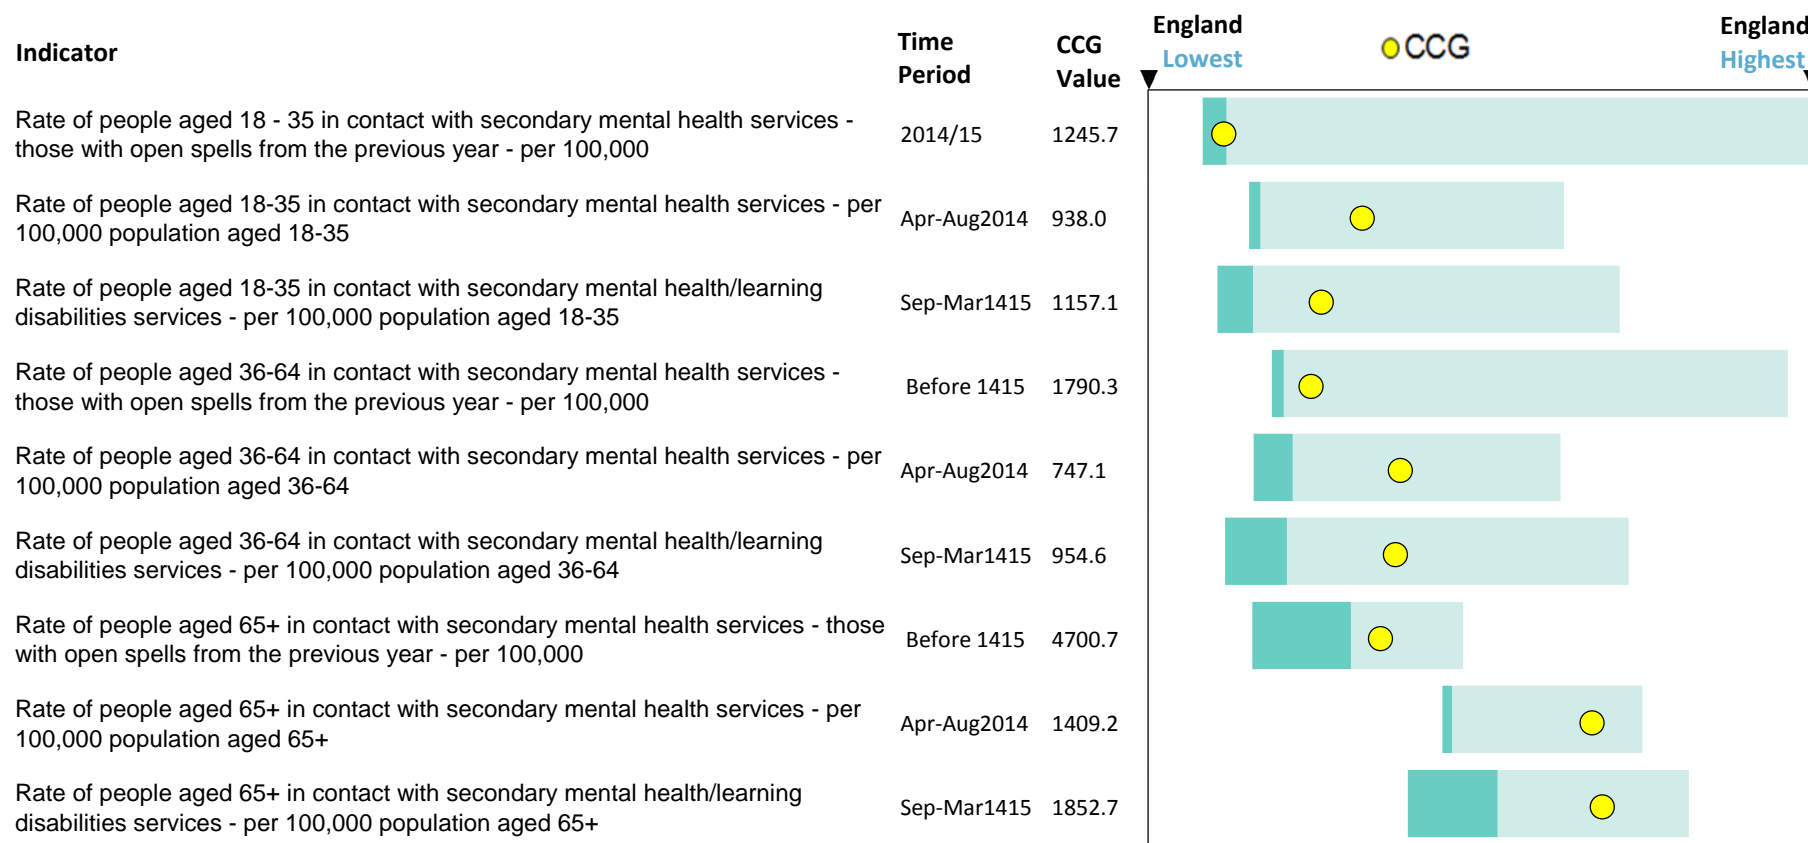 Indicator
Time
Period
CCG
Value
England
Lowest
CCG
England
Highest
Rate of people aged 18 - 35 in contact with secondary mental health services -
those with open spells from the previous year - per 100,000
2014/15
1245.7
Rate of people aged 18-35 in contact with secondary mental health services - per
100,000 population aged 18-35
Apr-Aug2014
938.0
Rate of people aged 18-35 in contact with secondary mental health/learning
disabilities services - per 100,000 population aged 18-35
Sep-Mar1415
1157.1
Rate of people aged 36-64 in contact with secondary mental health services -
those with open spells from the previous year - per 100,000
Before 1415
1790.3
Rate of people aged 36-64 in contact with secondary mental health services - per
100,000 population aged 36-64
Apr-Aug2014
747.1
Rate of people aged 36-64 in contact with secondary mental health/learning
disabilities services - per 100,000 population aged 36-64
Sep-Mar1415
954.6
Rate of people aged 65+ in contact with secondary mental health services - those
with open spells from the previous year - per 100,000
Before 1415
4700.7
Rate of people aged 65+ in contact with secondary mental health services - per
100,000 population aged 65+
Apr-Aug2014
1409.2
Rate of people aged 65+ in contact with secondary mental health/learning
disabilities services - per 100,000 population aged 65+
Sep-Mar1415
1852.7